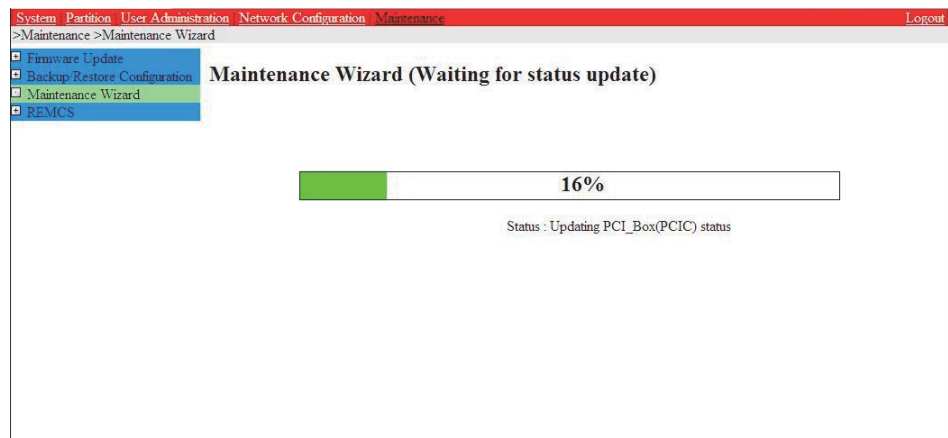 System | Partition | User Administration | Network Configuration | Maintenance Logout
>Maintenance >Maintenance Wizard
Firmware Update
Backup/Restore Configuration
Maintenance Wizard
REMCS
Maintenance Wizard (Waiting for status update)
16%
Status : Updating PCI_Box(PCIC) status